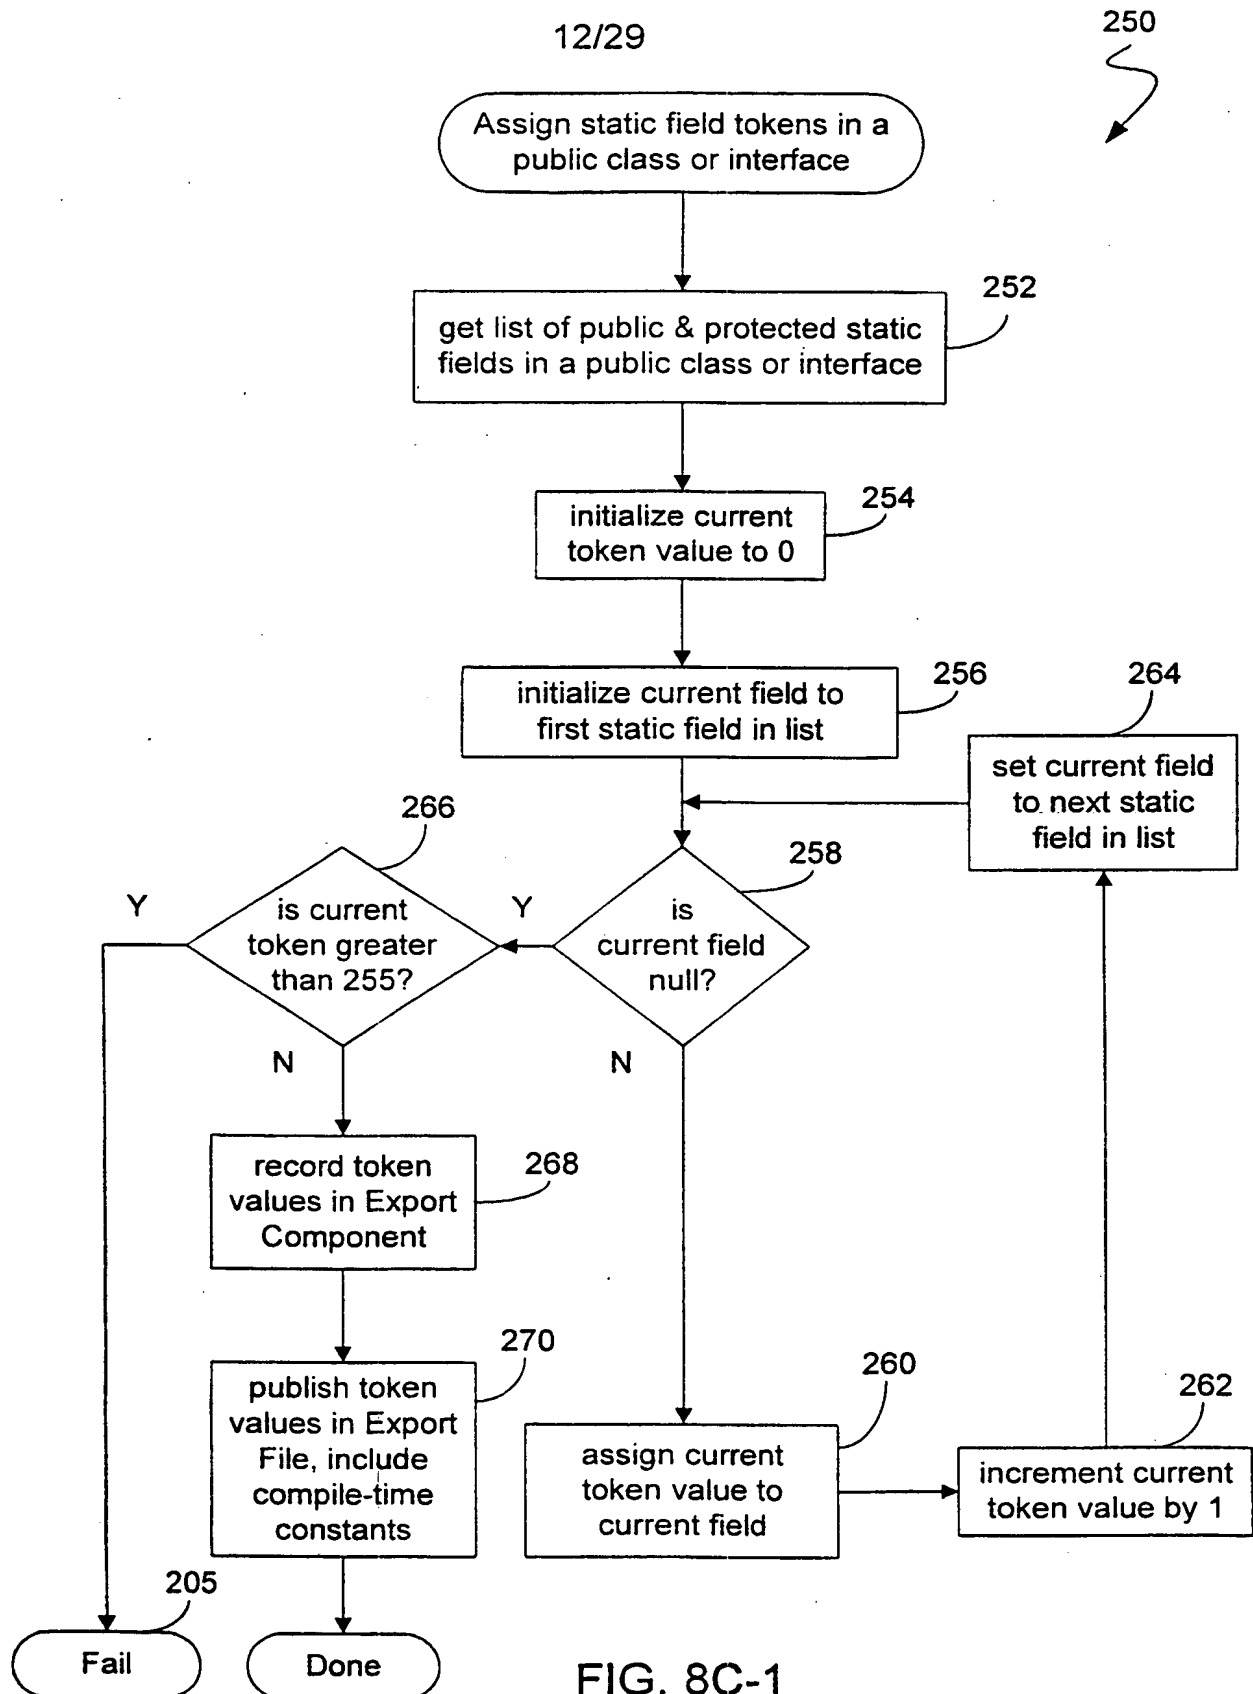 12/29
250
Assign static field tokens in a
public class or interface
252
get list of public & protected static
fields in a public class or interface
254
initialize current
token value to 0
256
initialize current field to
first static field in list
264
set current field
to next static
field in list
266
258
Y
is current
token greater
than 255?
Y
is
current field
null?
N
N
record token
values in Export
Component
268
270
publish token
values in Export
File, include
compile-time
constants
260
assign current
token value to
current field
262
increment current
token value by 1
205
Fail
Done
FIG. 8C-1